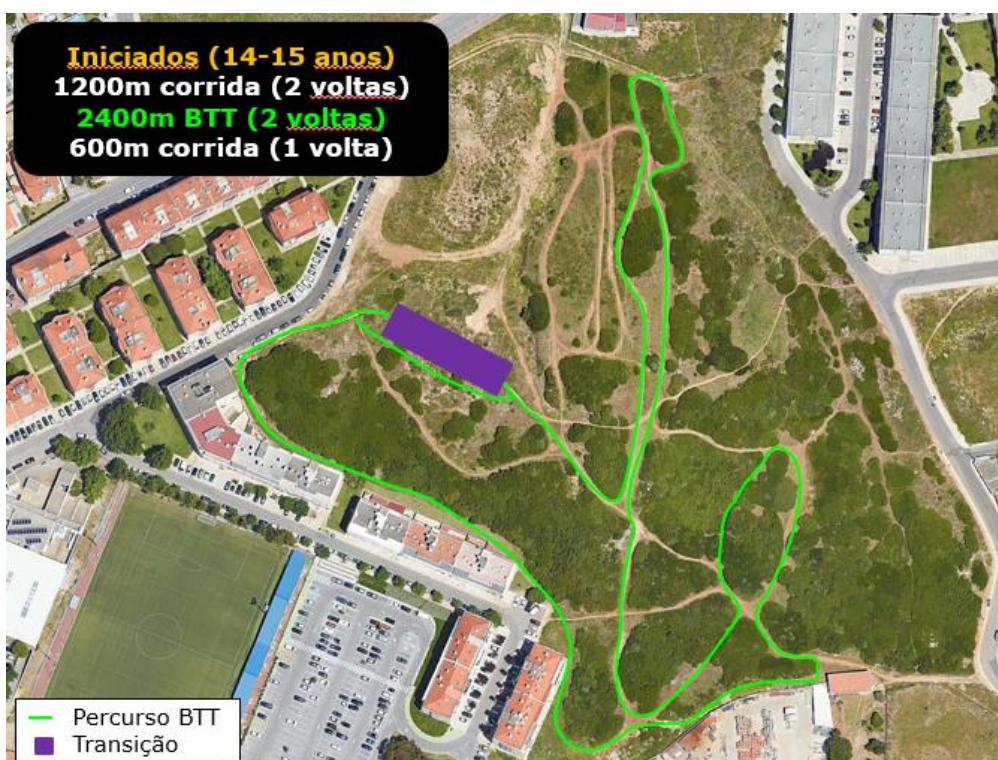 Iniciados (14-15 anos)
1200m corrida (2 voltas)
2400m BTT (2 voltas)
600m corrida (1 volta)
Percurso BTT
Transição